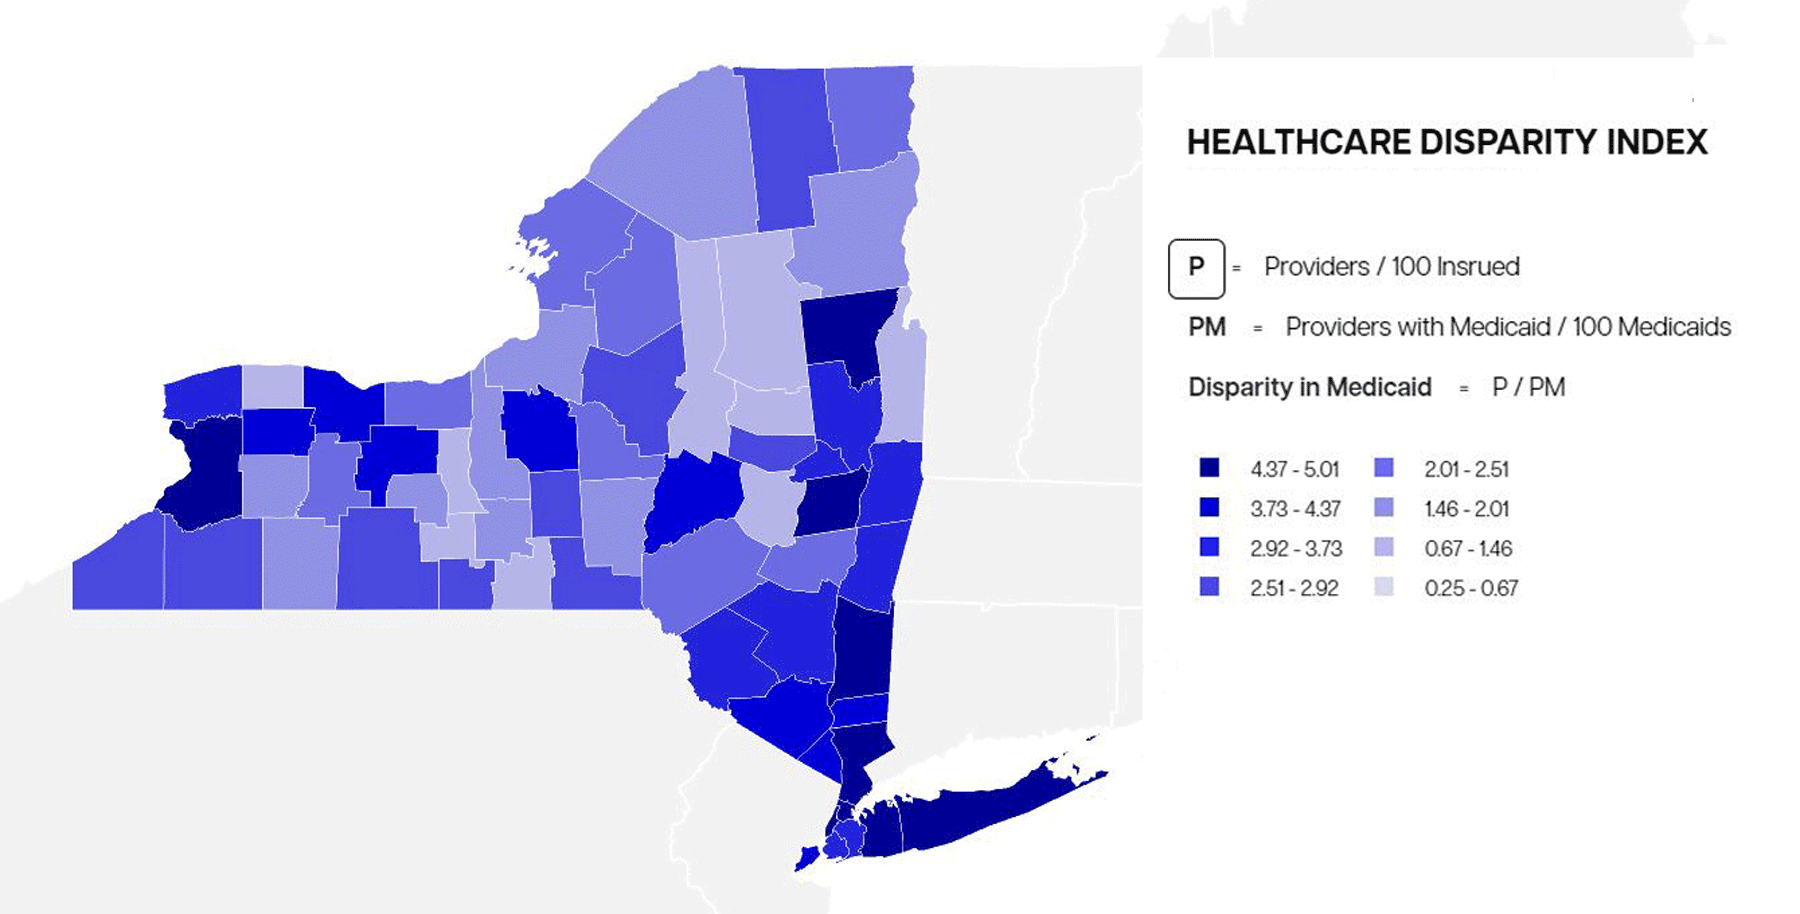 HEALTHCARE DISPARITY INDEX
P = Providers / 100 Insrued
PM = Providers with Medicaid / 100 Medicaids
Disparity in Medicaid = P / PM
4.37 - 5.01 2.01 - 2.51
3.73 - 4.37 1.46 - 2.01
2.92 - 3.73 0.67 - 1.46
2.51 - 2.92 0.25 - 0.67